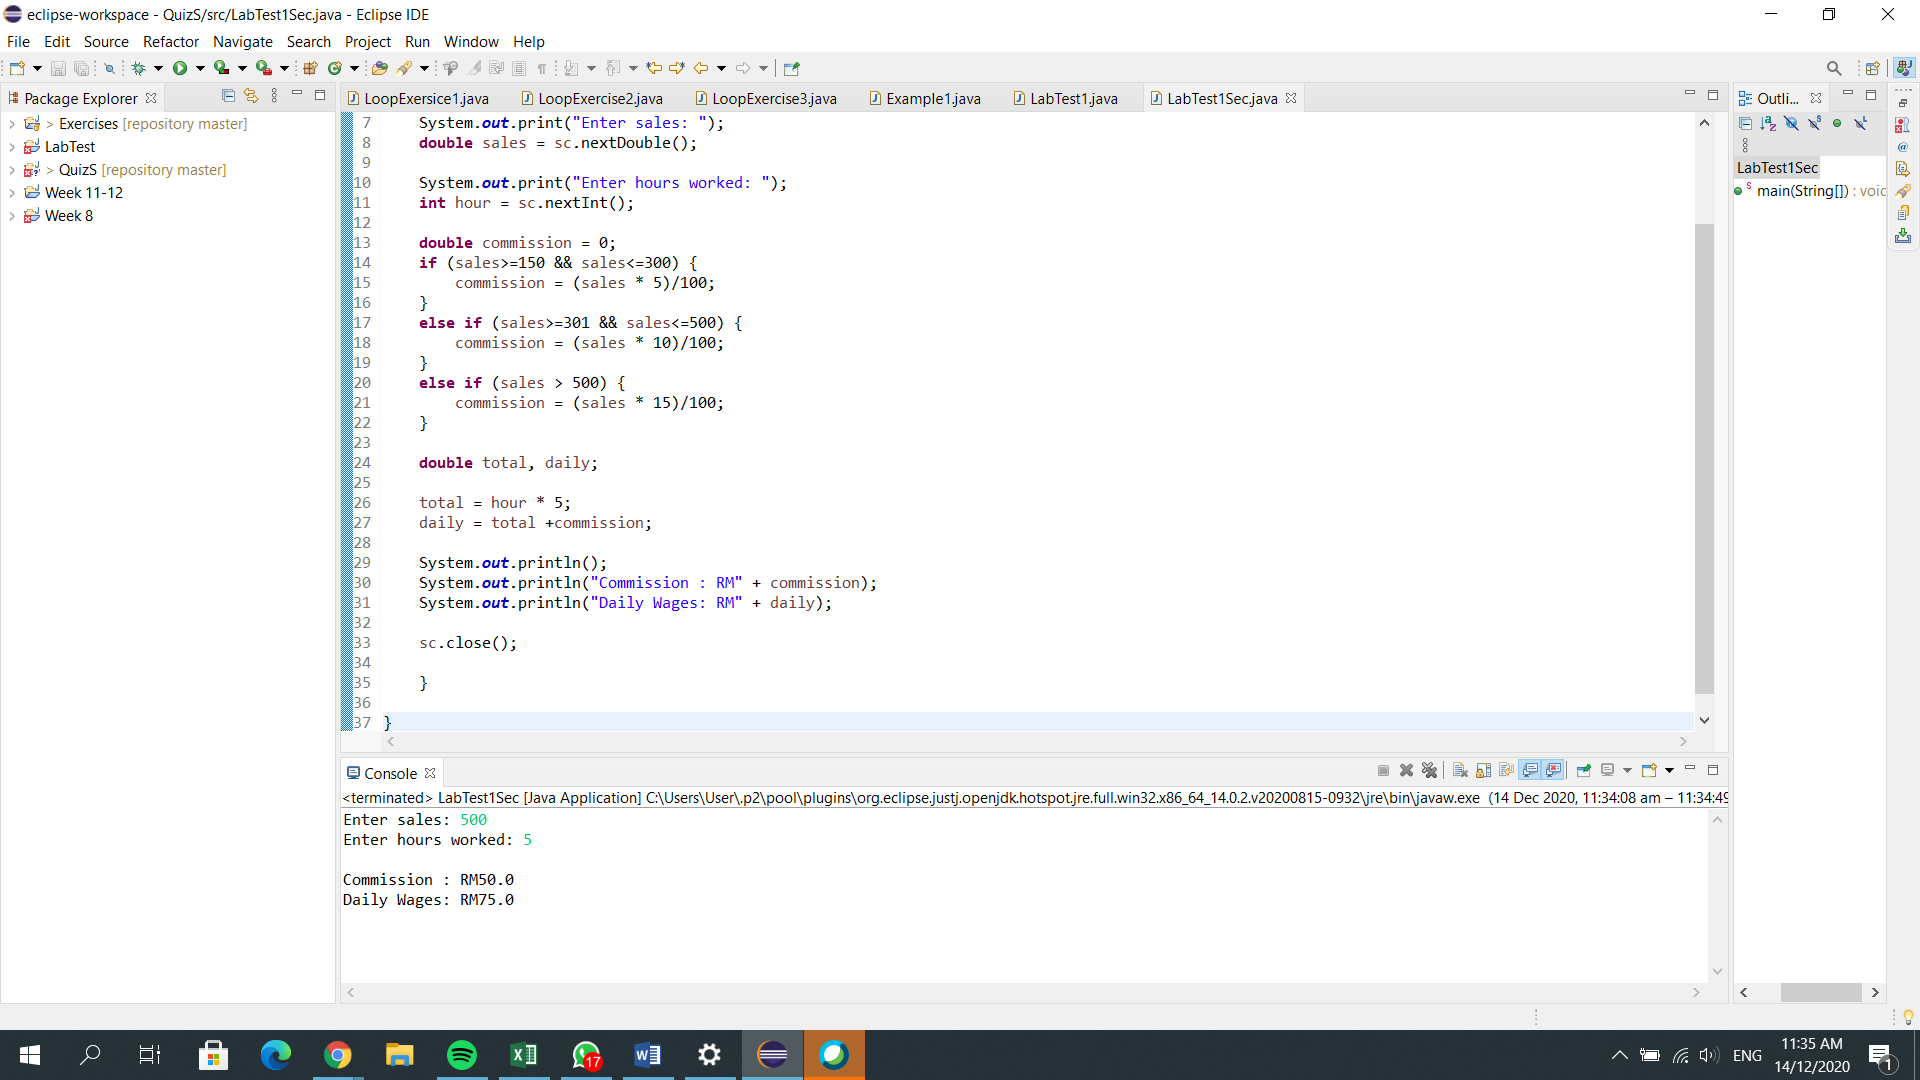 eclipse-workspace - QuizS/src/LabTest1Sec.java - Eclipse IDE
File Edit Source Refactor Navigate Search Project Run Window Help
Package Explorer
> Exercises [repository master]
LabTest
> QuizS [repository master]
Week 11-12
Week 8
LoopExersice1.java LoopExercise2.java LoopExercise3.java Example1.java LabTest1.java LabTest1Sec.java
7 System.out.print("Enter sales: ");
8 double sales = sc.nextDouble();
9
10 System.out.print("Enter hours worked: ");
11 int hour = sc.nextInt();
12
13 double commission = 0;
14 if (sales>=150 && sales<=300) {
15 commission = (sales * 5)/100;
16 }
17 else if (sales>=301 && sales<=500) {
18 commission = (sales * 10)/100;
19 }
20 else if (sales > 500) {
21 commission = (sales * 15)/100;
22 }
23
24 double total, daily;
25
26 total = hour * 5;
27 daily = total +commission;
28
29 System.out.println();
30 System.out.println("Commission : RM" + commission);
31 System.out.println("Daily Wages: RM" + daily);
32
33 sc.close();
34
35 }
36
37 }
Outli...
LabTest1Sec
main(String[]) : void
Console
<terminated> LabTest1Sec [Java Application] C:\Users\User\.p2\pool\plugins\org.eclipse.justj.openjdk.hotspot.jre.full.win32.x86_64_14.0.2.v20200815-0932\jre\bin\javaw.exe (14 Dec 2020, 11:34:08 am – 11:34:49
Enter sales: 500
Enter hours worked: 5
Commission : RM50.0
Daily Wages: RM75.0
17
ENG
11:35 AM
14/12/2020
1